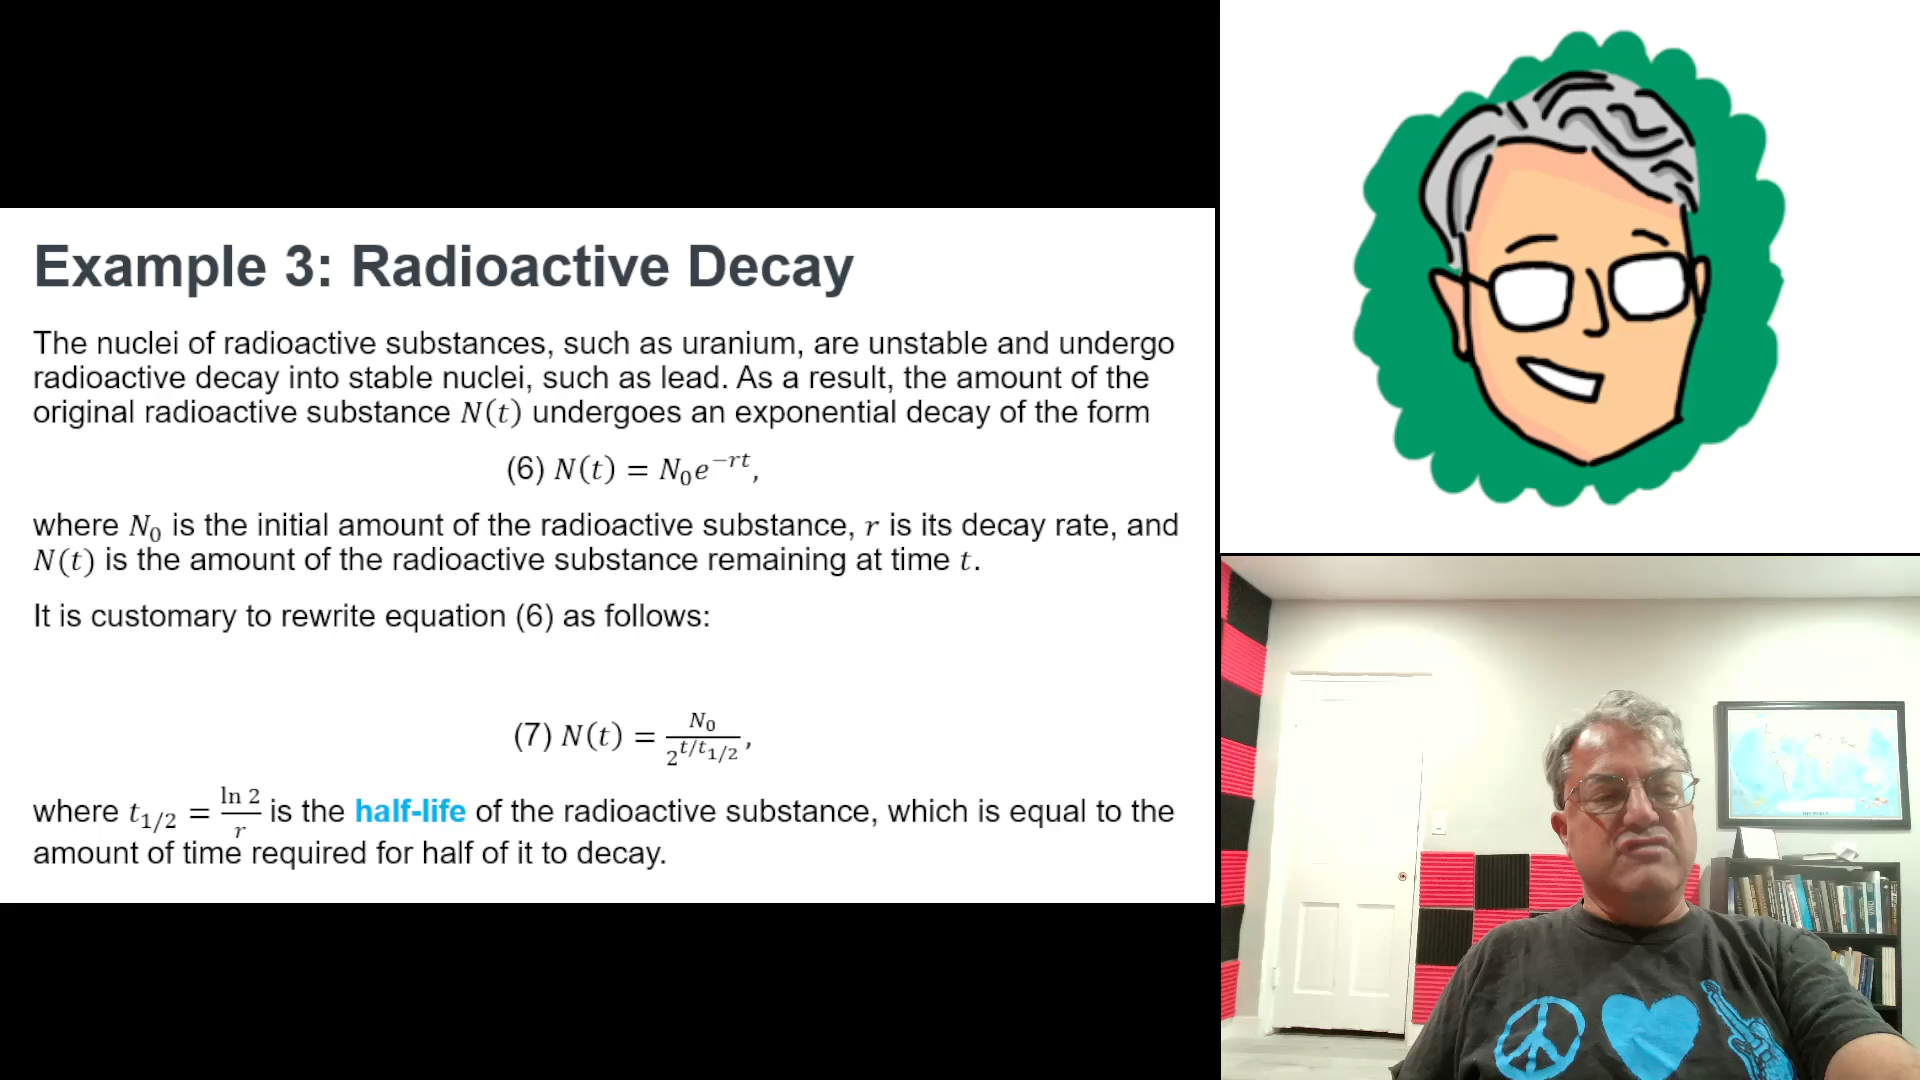 Example 3: Radioactive Decay
The nuclei of radioactive substances, such as uranium, are unstable and undergo
radioactive decay into stable nuclei, such as lead. As a result, the amount of the
original radioactive substance N(t) undergoes an exponential decay of the form
(6) N(t) = N₀e^{−rt},
where N₀ is the initial amount of the radioactive substance, r is its decay rate, and
N(t) is the amount of the radioactive substance remaining at time t.
It is customary to rewrite equation (6) as follows:
(7) N(t) = N₀/2^{t/t_{1/2}},
where t_{1/2} = ln 2/r is the half-life of the radioactive substance, which is equal to the
amount of time required for half of it to decay.